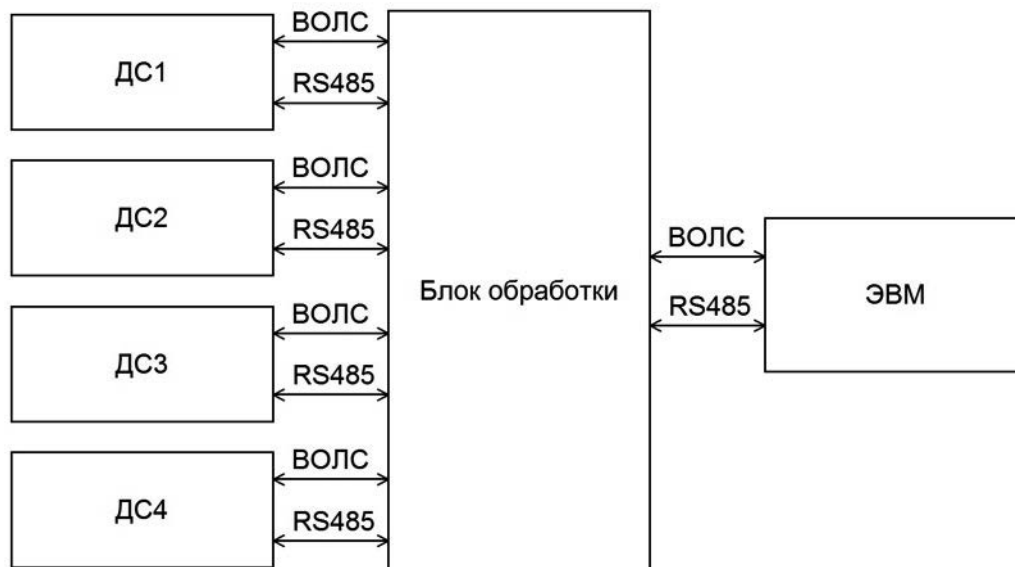 ДС1
ВОЛС
RS485
ДС2
ВОЛС
RS485
ДС3
ВОЛС
RS485
ДС4
ВОЛС
RS485
Блок обработки
ВОЛС
RS485
ЭВМ